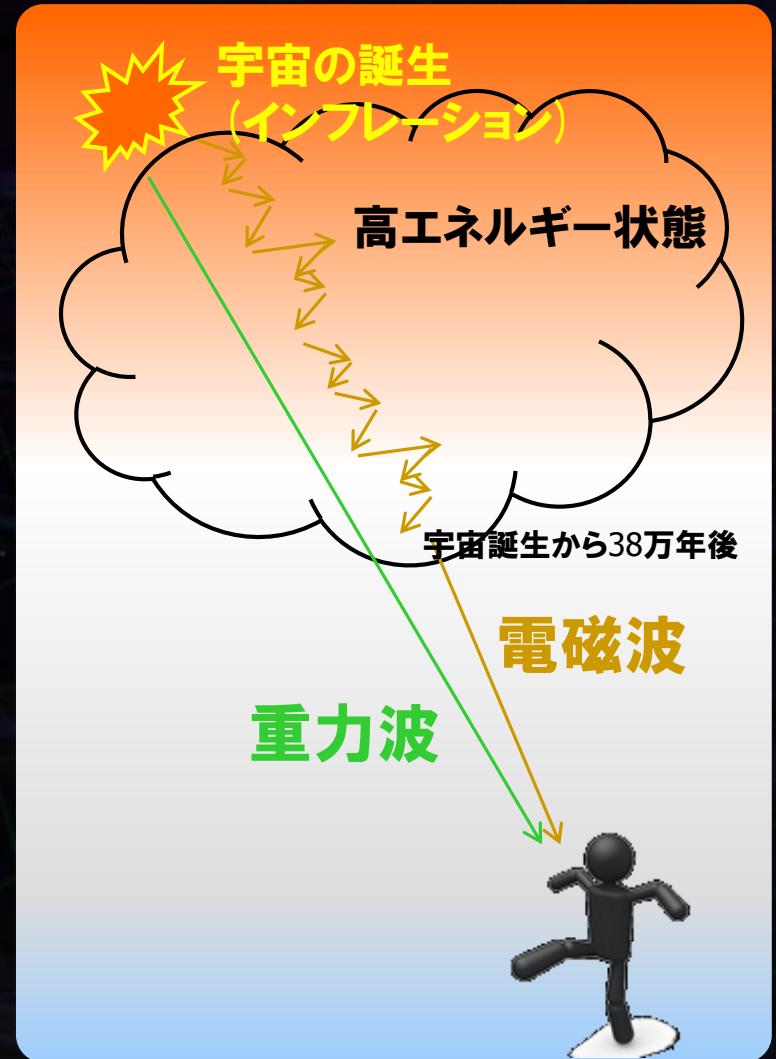 宇宙の誕生
(インフレーション)
高エネルギー状態
宇宙誕生から38万年後
電磁波
重力波